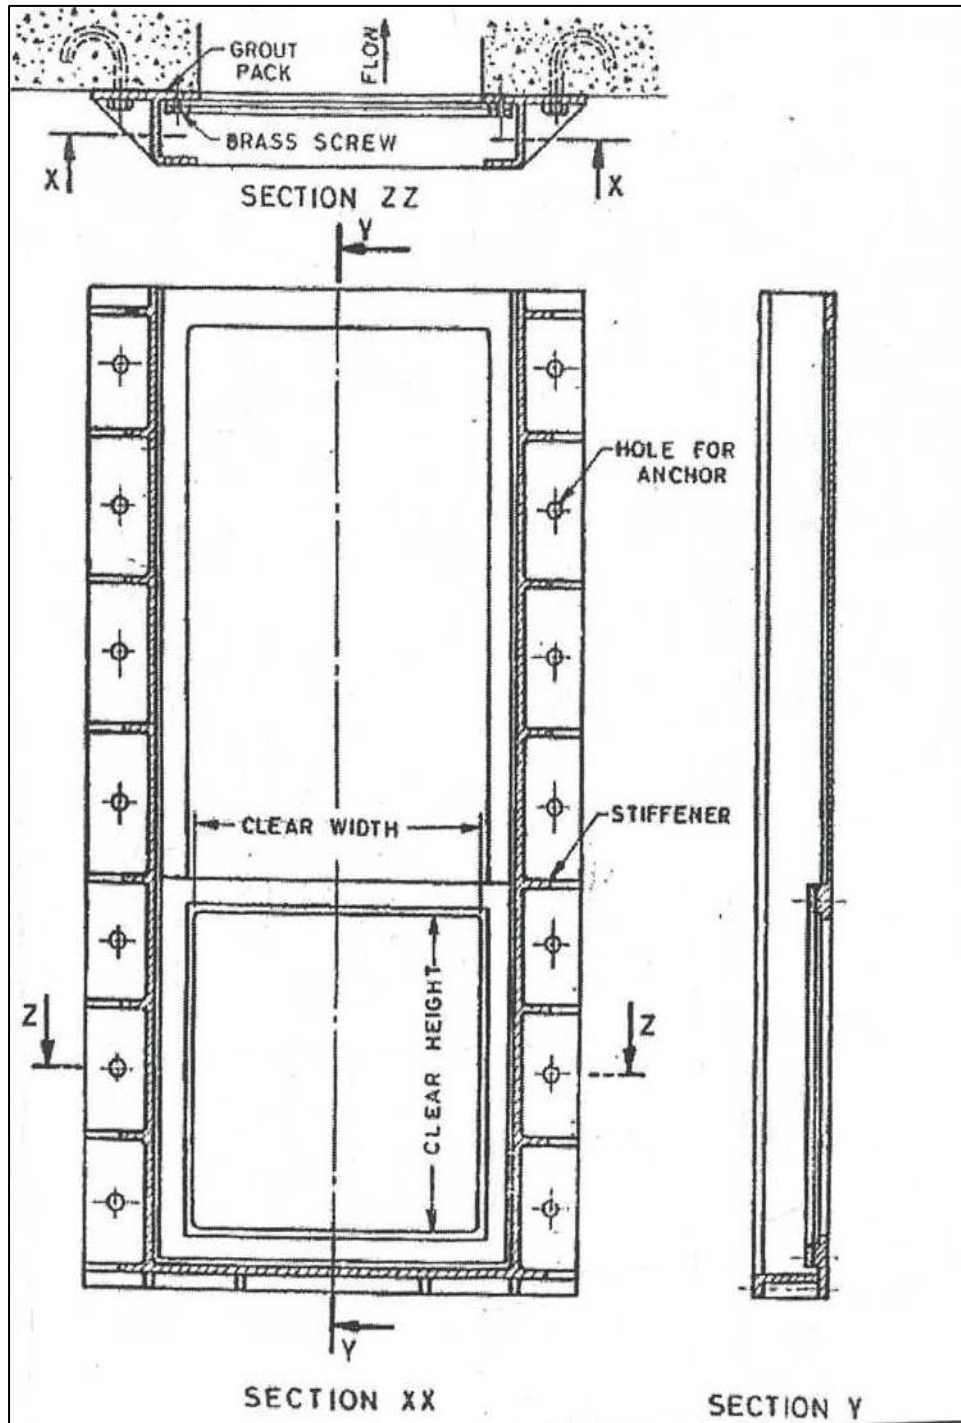 GROUT
PACK
FLOW
BRASS SCREW
X
X
SECTION ZZ
Y
HOLE FOR
ANCHOR
CLEAR WIDTH
STIFFENER
CLEAR HEIGHT
Z
Z
Y
SECTION XX
SECTION Y